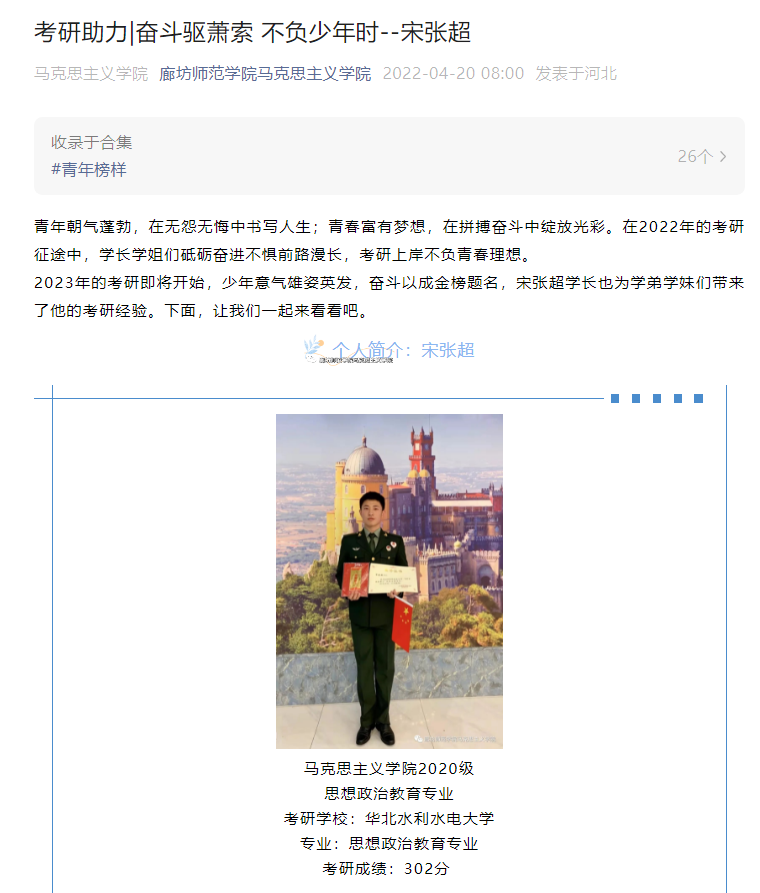 考研助力|奋斗驱萧索 不负少年时--宋张超
马克思主义学院 廊坊师范学院马克思主义学院 2022-04-20 08:00 发表于河北
收录于合集
#青年榜样
26个
青年朝气蓬勃，在无怨无悔中书写人生；青春富有梦想，在拼搏奋斗中绽放光彩。在2022年的考研
征途中，学长学姐们砥砺奋进不惧前路漫长，考研上岸不负青春理想。
2023年的考研即将开始，少年意气雄姿英发，奋斗以成金榜题名，宋张超学长也为学弟学妹们带来
了他的考研经验。下面，让我们一起来看看吧。
个人简介：宋张超
马克思主义学院2020级
思想政治教育专业
考研学校：华北水利水电大学
专业：思想政治教育专业
考研成绩：302分